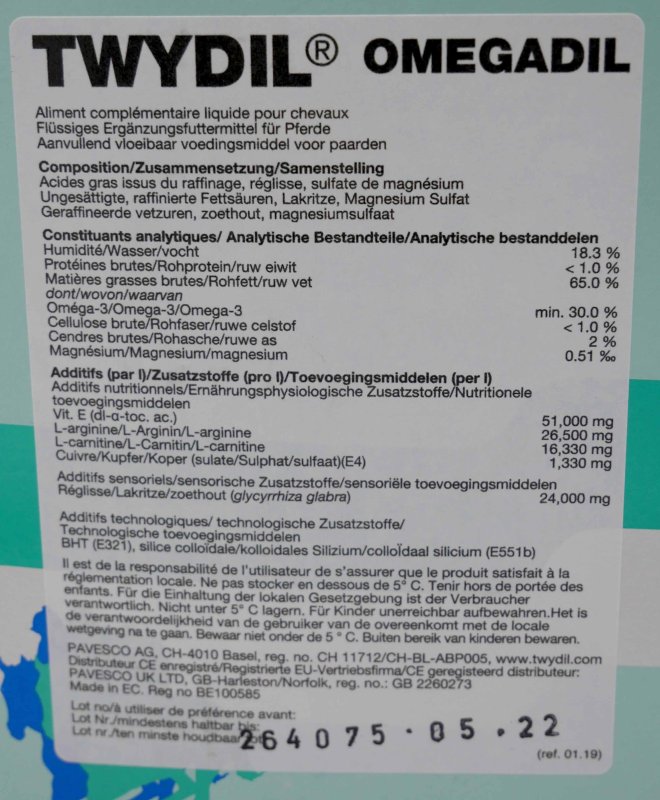 TWYDIL® OMEGADIL
Aliment complémentaire liquide pour chevaux
Flüssiges Ergänzungsfuttermittel für Pferde
Aanvullend vloeibaar voedingsmiddel voor paarden
Composition/Zusammensetzung/Samenstelling
Acides gras issus du raffinage, réglisse, sulfate de magnésium
Ungesättigte, raffinierte Fettsäuren, Lakritze, Magnesium Sulfat
Geraffineerde vetzuren, zoethout, magnesiumsulfaat
Constituants analytiques/ Analytische Bestandteile/Analytische bestanddelen
Humidité/Wasser/vocht 18.3 %
Protéines brutes/Rohprotein/ruw eiwit < 1.0 %
Matières grasses brutes/Rohfett/ruw vet 65.0 %
dont/wovon/waarvan
Oméga-3/Omega-3/Omega-3 min. 30.0 %
Cellulose brute/Rohfaser/ruwe celstof < 1.0 %
Cendres brutes/Rohasche/ruwe as 2 %
Magnésium/Magnesium/magnesium 0.51 ‰
Additifs (par l)/Zusatzstoffe (pro l)/Toevoegingsmiddelen (per l)
Additifs nutritionnels/Ernährungsphysiologische Zusatzstoffe/Nutritionele
toevoegingsmiddelen
Vit. E (dl-α-toc. ac.) 51,000 mg
L-arginine/L-Arginin/L-arginine 26,500 mg
L-carnitine/L-Carnitin/L-carnitine 16,330 mg
Cuivre/Kupfer/Koper (sulate/Sulphat/sulfaat)(E4) 1,330 mg
Additifs sensoriels/sensorische Zusatzstoffe/sensoriële toevoegingsmiddelen
Réglisse/Lakritze/zoethout (glycyrrhiza glabra) 24,000 mg
Additifs technologiques/ technologische Zusatzstoffe/
Technologische toevoegingsmiddelen
BHT (E321), silice colloïdale/kolloidales Silizium/colloïdaal silicium (E551b)
Il est de la responsabilité de l'utilisateur de s'assurer que le produit satisfait à la
réglementation locale. Ne pas stocker en dessous de 5° C. Tenir hors de portée des
enfants. Für die Einhaltung der lokalen Gesetzgebung ist der Verbraucher
verantwortlich. Nicht unter 5° C lagern. Für Kinder unerreichbar aufbewahren.Het is
de verantwoordelijkheid van de gebruiker van de overeenkomt met de locale
wetgeving na te gaan. Bewaar niet onder de 5 ° C. Buiten bereik van kinderen bewaren.
PAVESCO AG, CH-4010 Basel, reg. no. CH 11712/CH-BL-ABP005, www.twydil.com
Distributeur CE enregistré/Registrierte EU-Vertriebsfirma/CE geregistreerd distributeur:
PAVESCO UK LTD, GB-Harleston/Norfolk, reg. no.: GB 2260273
Made in EC. Reg no BE100585
Lot no/à utiliser de préférence avant:
Lot Nr./mindestens haltbar bis:
Lot nr./ten minste houdbaar tot:
264075 · 05 . 22
(ref. 01.19)